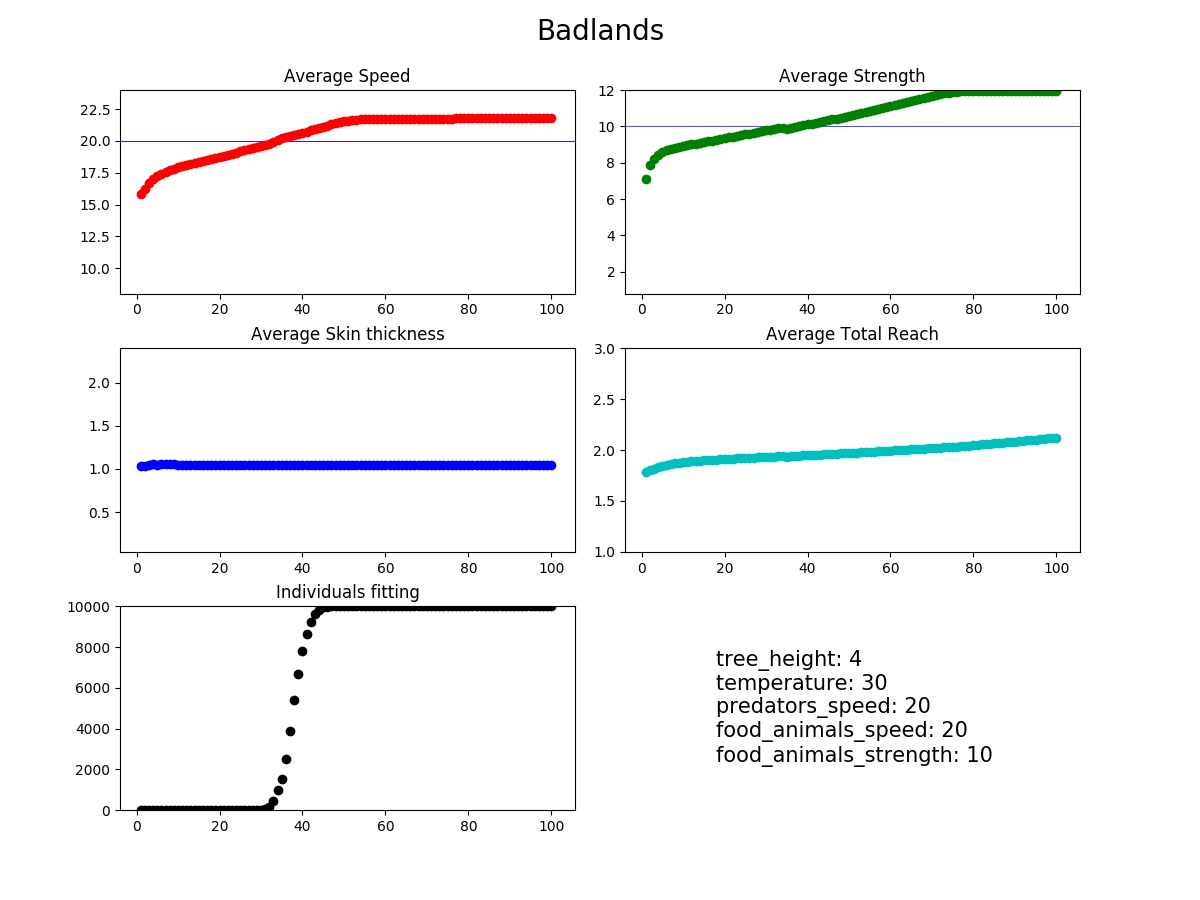 Badlands
Average Speed
22.5
20.0
17.5
15.0
12.5
10.0
0 20 40 60 80 100
Average Strength
12
10
8
6
4
2
0 20 40 60 80 100
Average Skin thickness
2.0
1.5
1.0
0.5
0 20 40 60 80 100
Average Total Reach
3.0
2.5
2.0
1.5
1.0
0 20 40 60 80 100
Individuals fitting
10000
8000
6000
4000
2000
0
0 20 40 60 80 100
tree_height: 4
temperature: 30
predators_speed: 20
food_animals_speed: 20
food_animals_strength: 10